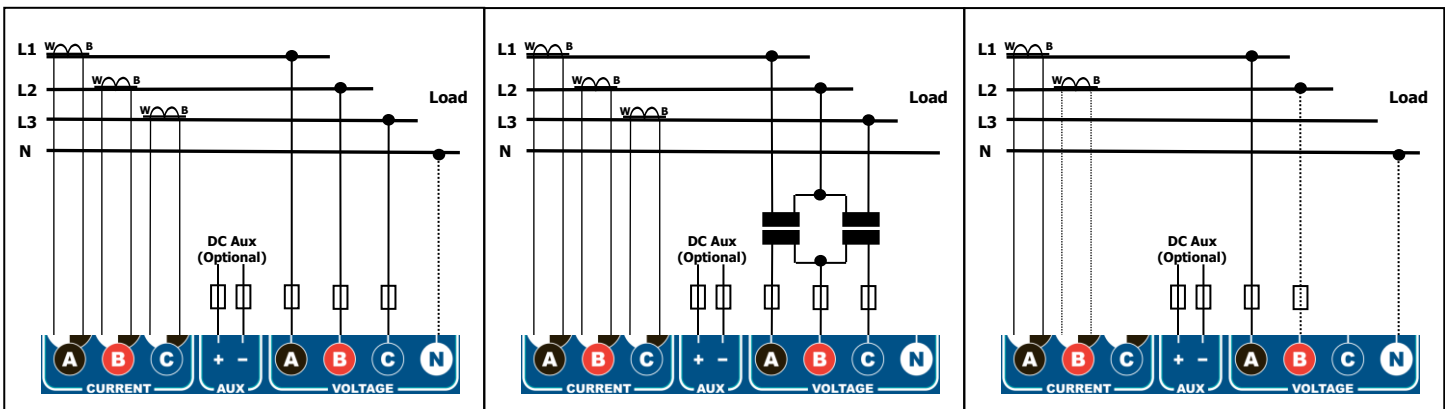 W B
L1
W B
L2
Load
W B
L3
N
DC Aux
(Optional)
A B C + − A B C N
CURRENT AUX VOLTAGE
W B
L1
W B
L2
Load
W B
L3
N
DC Aux
(Optional)
A B C + − A B C N
CURRENT AUX VOLTAGE
W B
L1
W B
L2
Load
L3
N
DC Aux
(Optional)
A B C + − A B C N
CURRENT AUX VOLTAGE